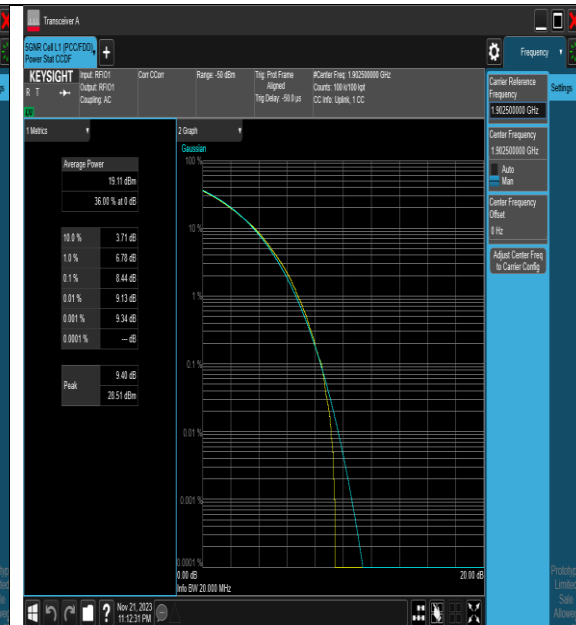 Transceiver A
5GNR Cell L1 (PCC/FDD),
Power Stat CCDF
Frequency
KEYSIGHT
R T
Input: RFIO1
Output: RFIO1
Coupling: AC
Corr CCorr
Range: -50 dBm
Trig: Prot Frame
Aligned
Trig Delay: -50.0 µs
#Center Freq: 1.902500000 GHz
Counts: 100 k/100 kpt
CC Info: Uplink, 1 CC
1 Metrics
Average Power
19.11 dBm
36.00 % at 0 dB
10.0 % 3.71 dB
1.0 % 6.78 dB
0.1 % 8.44 dB
0.01 % 9.13 dB
0.001 % 9.34 dB
0.0001 % --- dB
Peak
9.40 dB
28.51 dBm
2 Graph
Gaussian
100 %
10 %
1 %
0.1 %
0.01 %
0.001 %
0.0001 %
0.00 dB
20.00 dB
Info BW 20.000 MHz
Carrier Reference
Frequency
1.902500000 GHz
Center Frequency
1.902500000 GHz
Auto
Man
Center Frequency
Offset
0 Hz
Adjust Center Freq
to Carrier Config
Settings
Nov 21, 2023
11:12:31 PM